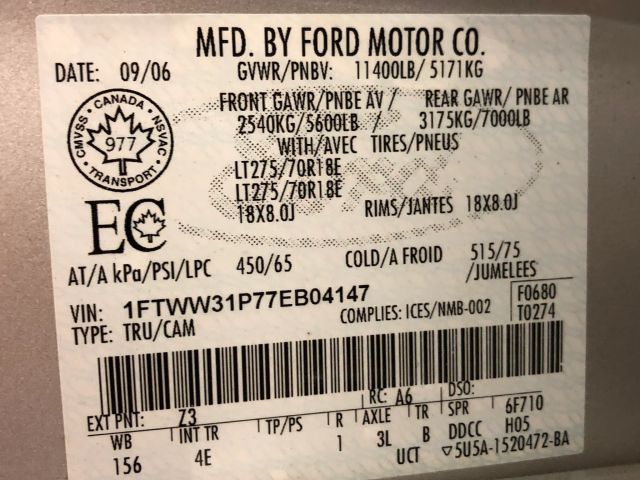 MFD. BY FORD MOTOR CO.
DATE: 09/06 GVWR/PNBV: 11400LB/ 5171KG
FRONT GAWR/PNBE AV / REAR GAWR/ PNBE AR
2540KG/5600LB / 3175KG/7000LB
WITH/AVEC TIRES/PNEUS
CANADA
CMVSS NSVAC
977
TRANSPORT
LT275/70R18E
LT275/70R18E
18X8.0J RIMS/JANTES 18X8.0J
EC
AT/A kPa/PSI/LPC 450/65 COLD/A FROID 515/75
/JUMELEES
VIN: 1FTWW31P77EB04147 F0680
TYPE: TRU/CAM COMPLIES: ICES/NMB-002 T0274
EXT PNT: Z3 RC: A6 DSO:
WB INT TR TP/PS R AXLE TR SPR 6F710
156 4E 1 3L B DDCC H05
UCT ▽5U5A-1520472-BA